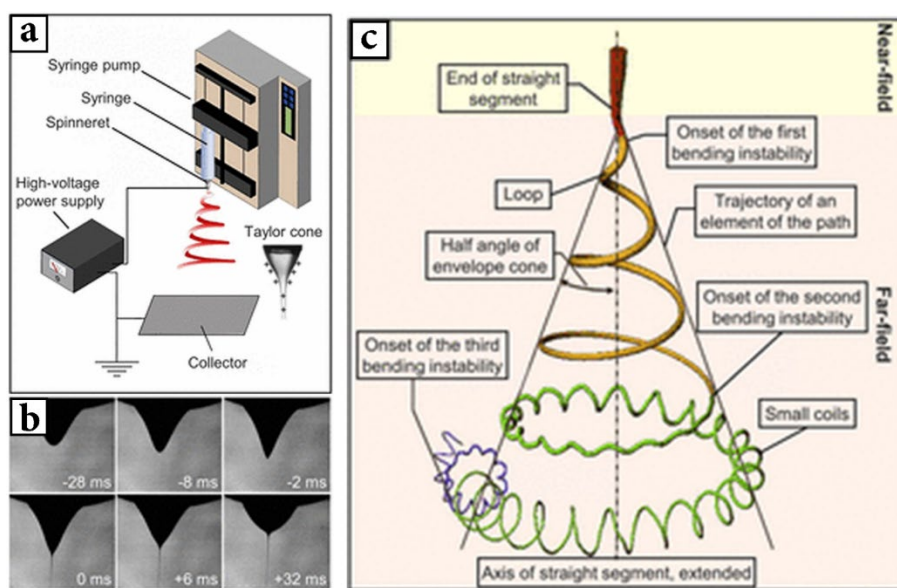 a
Syringe pump
Syringe
Spinneret
High-voltage
power supply
Taylor cone
Collector
b
-28 ms
-8 ms
-2 ms
0 ms
+6 ms
+32 ms
c
Near-field
End of straight
segment
Onset of the first
bending instability
Loop
Trajectory of an
element of the path
Half angle of
envelope cone
Onset of the second
bending instability
Far-field
Onset of the third
bending instability
Small coils
Axis of straight segment, extended